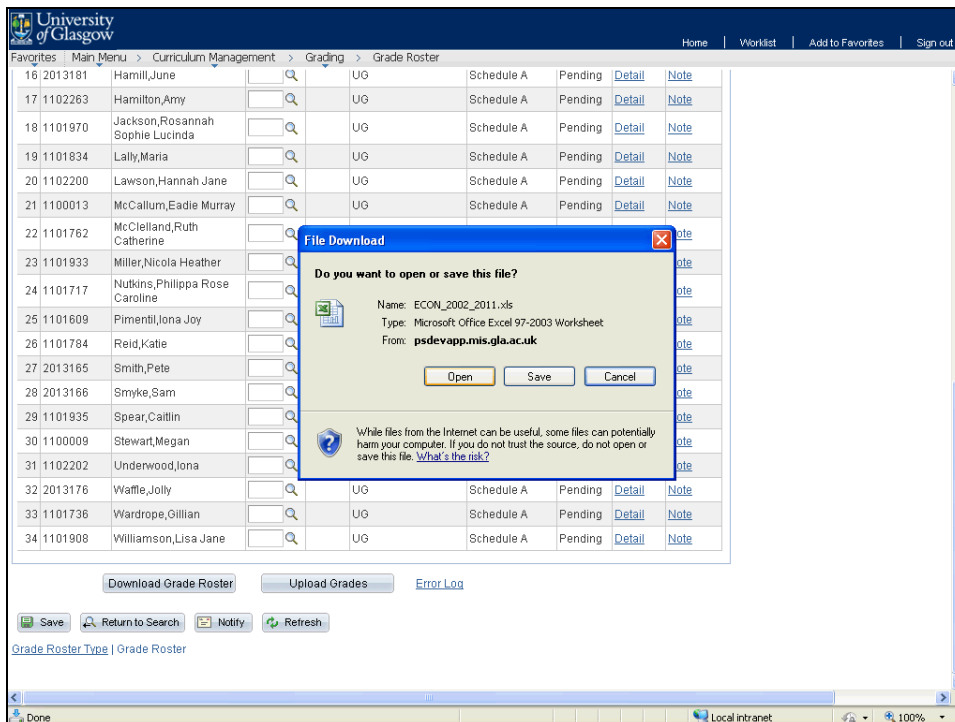 University
of Glasgow
Home | Worklist | Add to Favorites | Sign out
Favorites Main Menu > Curriculum Management > Grading > Grade Roster
16 2013181 Hamill,June UG Schedule A Pending Detail Note
17 1102263 Hamilton,Amy UG Schedule A Pending Detail Note
18 1101970 Jackson,Rosannah Sophie Lucinda UG Schedule A Pending Detail Note
19 1101834 Lally,Maria UG Schedule A Pending Detail Note
20 1102200 Lawson,Hannah Jane UG Schedule A Pending Detail Note
21 1100013 McCallum,Eadie Murray UG Schedule A Pending Detail Note
22 1101762 McClelland,Ruth Catherine ote
23 1101933 Miller,Nicola Heather ote
24 1101717 Nutkins,Philippa Rose Caroline ote
25 1101609 Pimentil,Iona Joy ote
26 1101784 Reid,Katie ote
27 2013165 Smith,Pete ote
28 2013166 Smyke,Sam ote
29 1101935 Spear,Caitlin ote
30 1100009 Stewart,Megan ote
31 1102202 Underwood,Iona ote
32 2013176 Waffle,Jolly UG Schedule A Pending Detail Note
33 1101736 Wardrope,Gillian UG Schedule A Pending Detail Note
34 1101908 Williamson,Lisa Jane UG Schedule A Pending Detail Note
File Download
Do you want to open or save this file?
Name: ECON_2002_2011.xls
Type: Microsoft Office Excel 97-2003 Worksheet
From: psdevapp.mis.gla.ac.uk
Open Save Cancel
While files from the Internet can be useful, some files can potentially
harm your computer. If you do not trust the source, do not open or
save this file. What's the risk?
Download Grade Roster Upload Grades Error Log
Save Return to Search Notify Refresh
Grade Roster Type | Grade Roster
Done Local intranet 100%